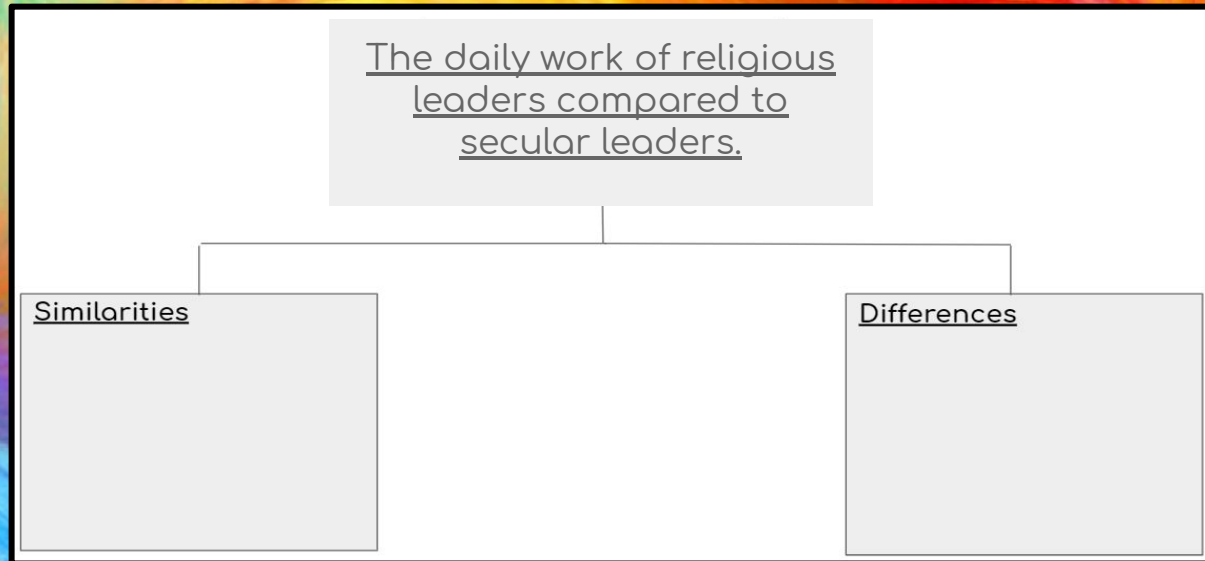 The daily work of religious
leaders compared to
secular leaders.
Similarities
Differences